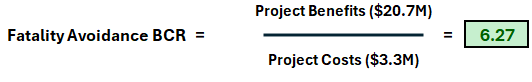 Project Benefits ($20.7M)
Fatality Avoidance BCR = = 6.27
Project Costs ($3.3M)